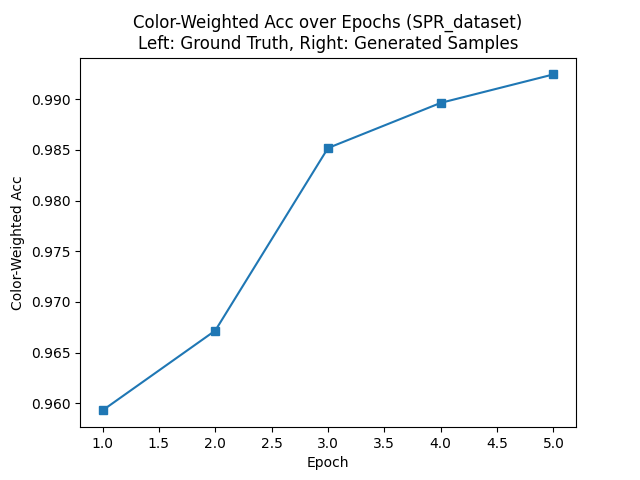 Color-Weighted Acc over Epochs (SPR_dataset)
Left: Ground Truth, Right: Generated Samples
Color-Weighted Acc
0.990
0.985
0.980
0.975
0.970
0.965
0.960
1.0 1.5 2.0 2.5 3.0 3.5 4.0 4.5 5.0
Epoch